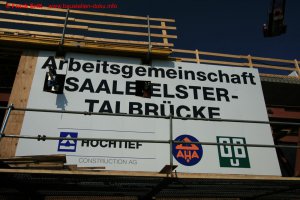 Arbeitsgemeinschaft
SAALE-ELSTER-
TALBRÜCKE
HOCHTIEF
CONSTRUCTION AG